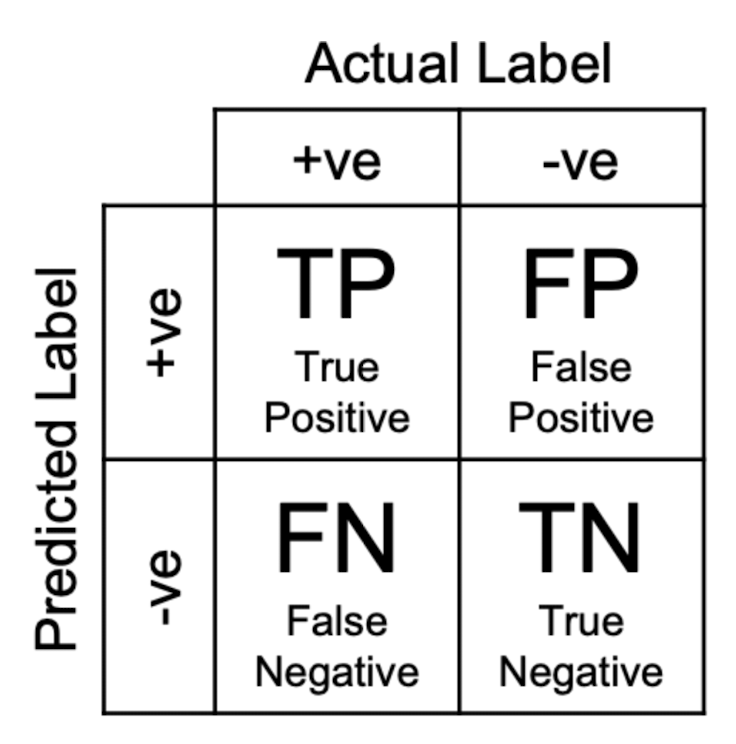 Actual Label
+ve -ve
Predicted Label
+ve
TP FP
True False
Positive Positive
-ve
FN TN
False True
Negative Negative